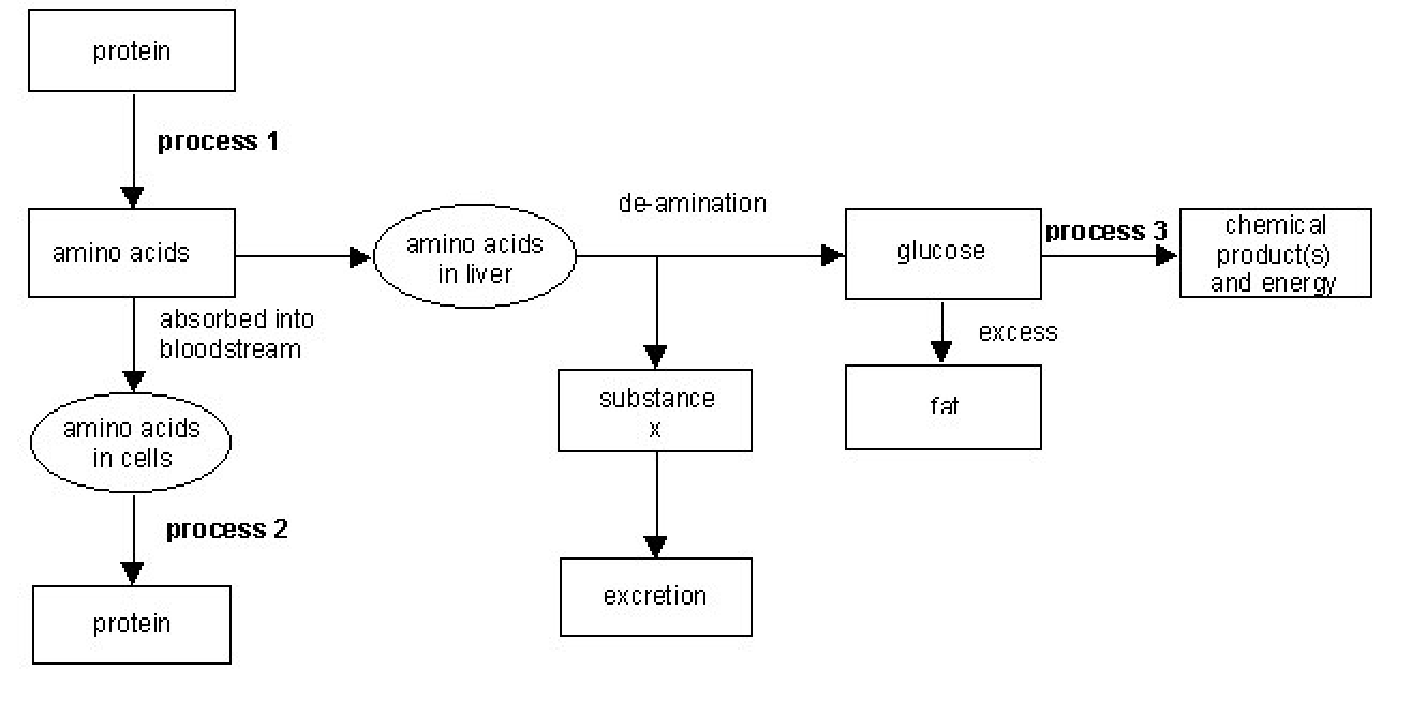 protein
process 1
de-amination
amino acids
amino acids
in liver
glucose
process 3
chemical
product(s)
and energy
absorbed into
bloodstream
excess
substance
x
fat
amino acids
in cells
process 2
excretion
protein